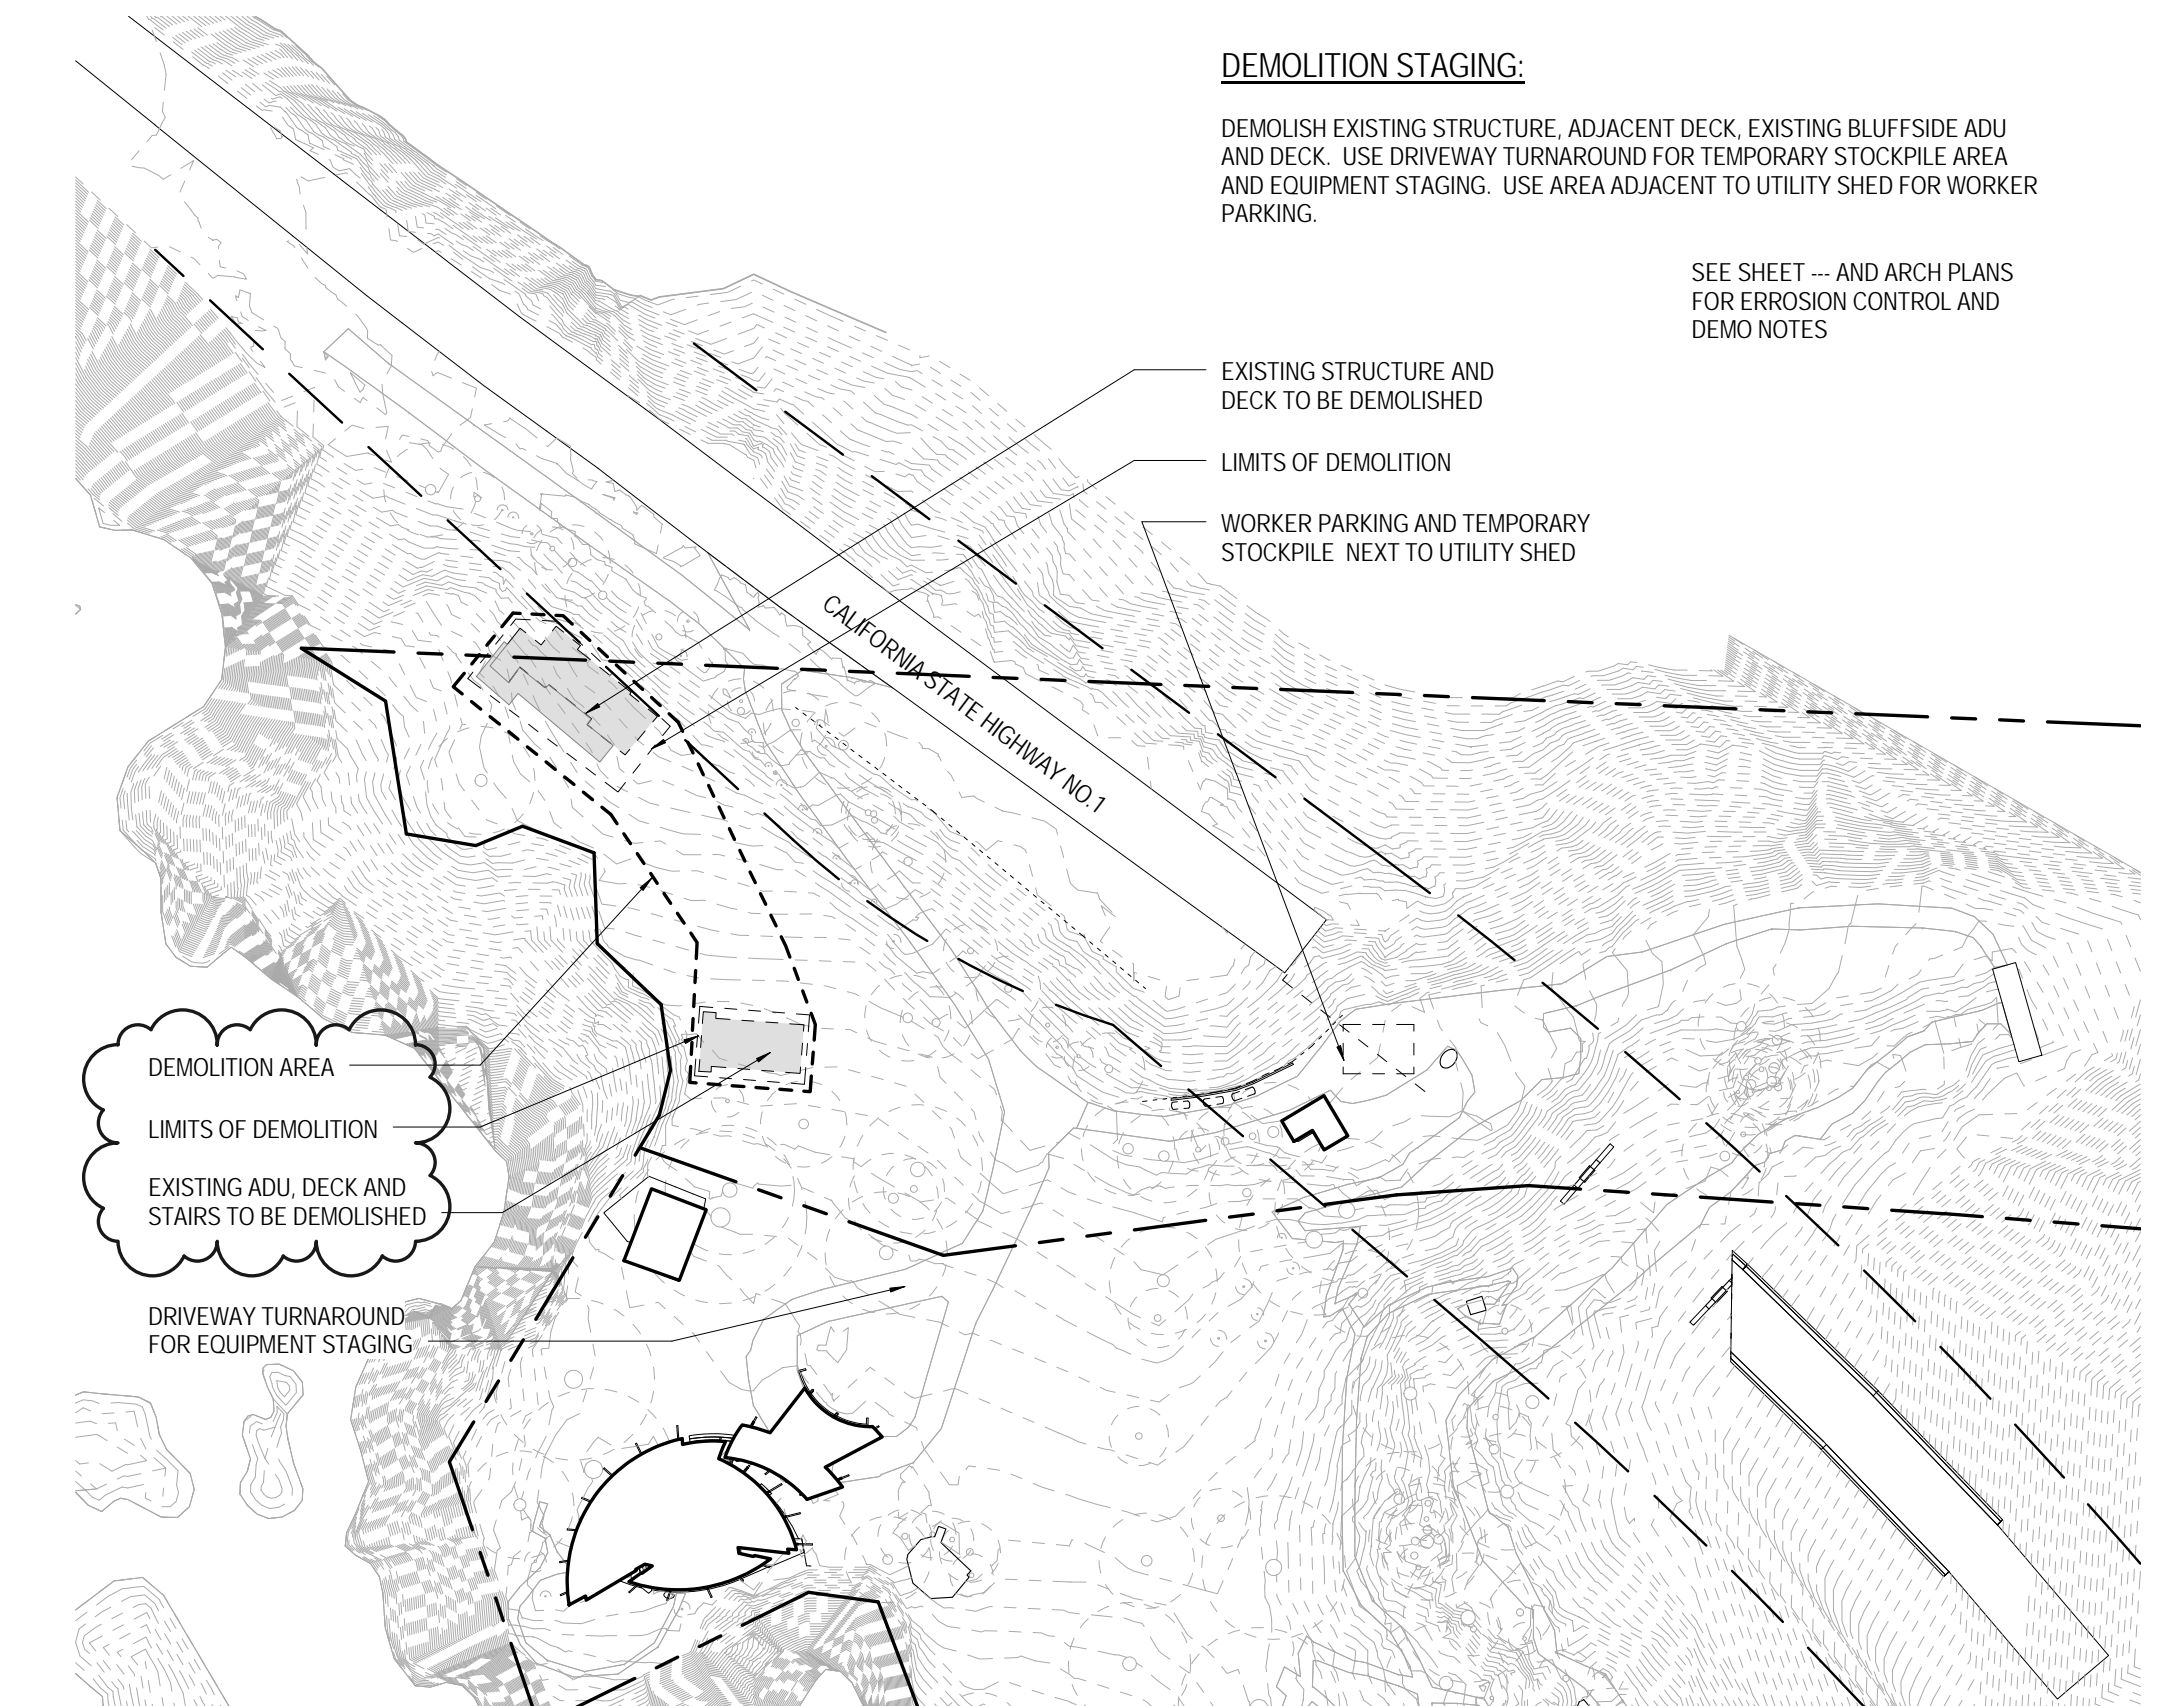 DEMOLITION STAGING:
DEMOLISH EXISTING STRUCTURE, ADJACENT DECK, EXISTING BLUFFSIDE ADU
AND DECK. USE DRIVEWAY TURNAROUND FOR TEMPORARY STOCKPILE AREA
AND EQUIPMENT STAGING. USE AREA ADJACENT TO UTILITY SHED FOR WORKER
PARKING.
SEE SHEET --- AND ARCH PLANS
FOR ERROSION CONTROL AND
DEMO NOTES
EXISTING STRUCTURE AND
DECK TO BE DEMOLISHED
LIMITS OF DEMOLITION
WORKER PARKING AND TEMPORARY
STOCKPILE NEXT TO UTILITY SHED
CALIFORNIA STATE HIGHWAY NO.1
DEMOLITION AREA
LIMITS OF DEMOLITION
EXISTING ADU, DECK AND
STAIRS TO BE DEMOLISHED
DRIVEWAY TURNAROUND
FOR EQUIPMENT STAGING